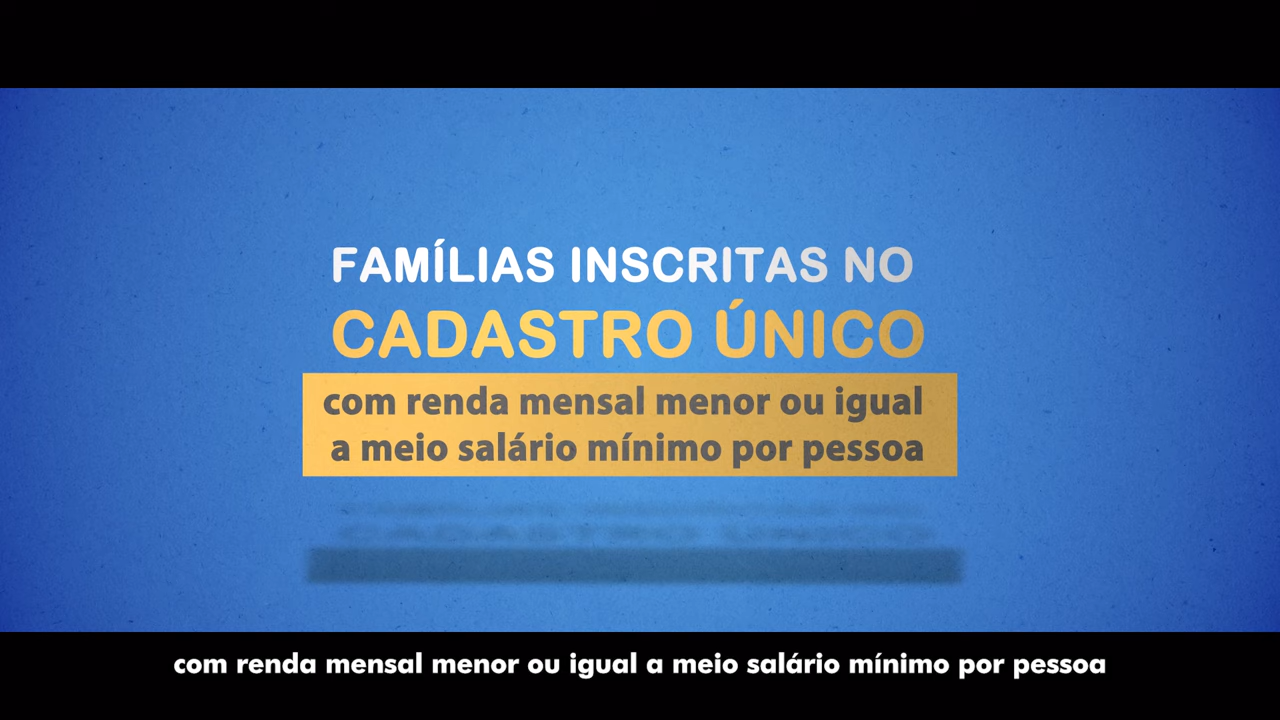 FAMÍLIAS INSCRITAS NO
CADASTRO ÚNICO
com renda mensal menor ou igual
a meio salário mínimo por pessoa
com renda mensal menor ou igual a meio salário mínimo por pessoa